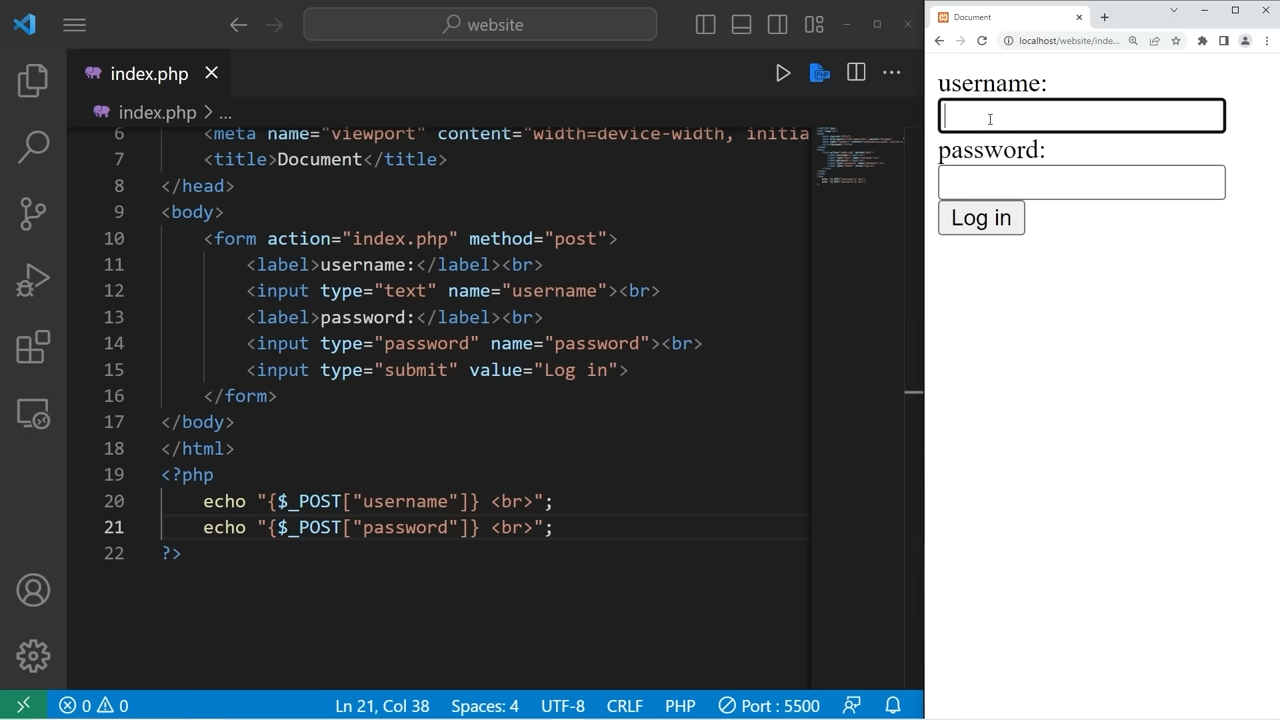 website
index.php
index.php > ...
6 <meta name="viewport" content="width=device-width, initia
7 <title>Document</title>
8 </head>
9 <body>
10 <form action="index.php" method="post">
11 <label>username:</label><br>
12 <input type="text" name="username"><br>
13 <label>password:</label><br>
14 <input type="password" name="password"><br>
15 <input type="submit" value="Log in">
16 </form>
17 </body>
18 </html>
19 <?php
20 echo "{$_POST["username"]} <br>";
21 echo "{$_POST["password"]} <br>";
22 ?>
0 0 Ln 21, Col 38 Spaces: 4 UTF-8 CRLF PHP Port : 5500
Document
localhost/website/inde...
username:
password:
Log in